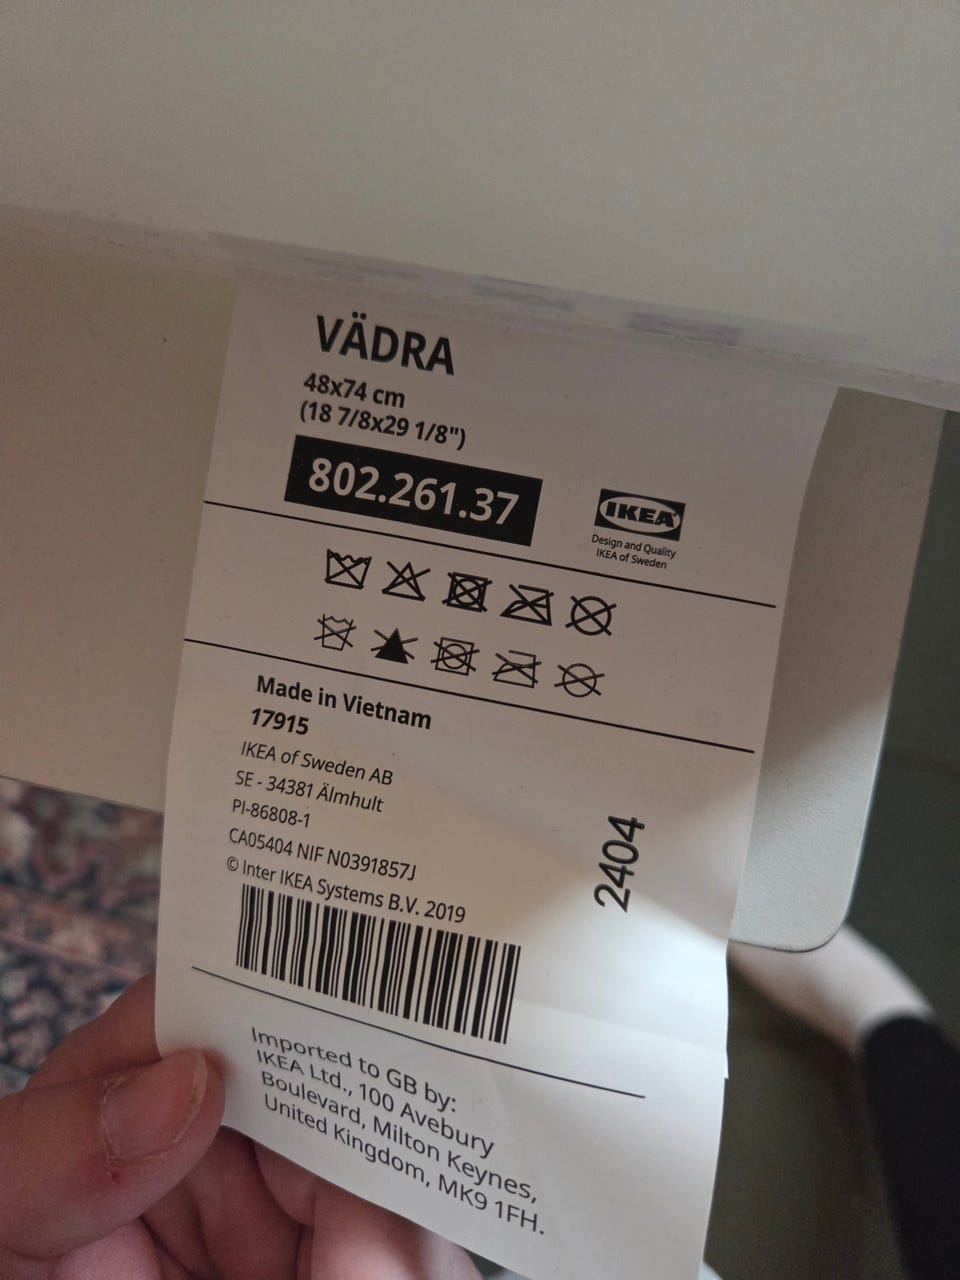 VÄDRA
48x74 cm
(18 7/8x29 1/8")
802.261.37
IKEA®
Design and Quality
IKEA of Sweden
Made in Vietnam
17915
IKEA of Sweden AB
SE - 34381 Älmhult
PI-86808-1
CA05404 NIF N0391857J
© Inter IKEA Systems B.V. 2019
2404
Imported to GB by:
IKEA Ltd., 100 Avebury
Boulevard, Milton Keynes,
United Kingdom, MK9 1FH.